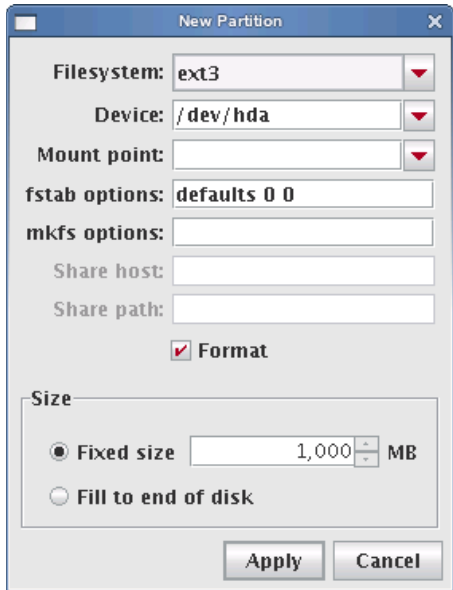 New Partition
Filesystem: ext3
Device: /dev/hda
Mount point:
fstab options: defaults 0 0
mkfs options:
Share host:
Share path:
Format
Size
Fixed size 1,000 MB
Fill to end of disk
Apply Cancel